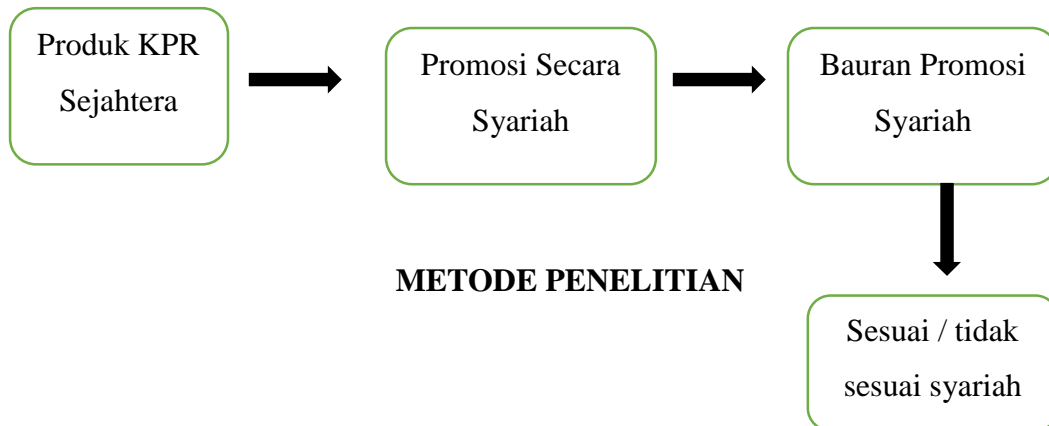 Produk KPR
Sejahtera
Promosi Secara
Syariah
Bauran Promosi
Syariah
METODE PENELITIAN
Sesuai / tidak
sesuai syariah